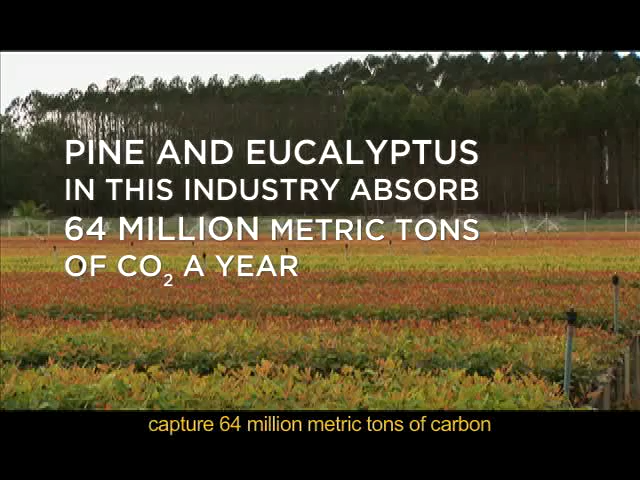 PINE AND EUCALYPTUS
IN THIS INDUSTRY ABSORB
64 MILLION METRIC TONS
OF CO₂ A YEAR
capture 64 million metric tons of carbon